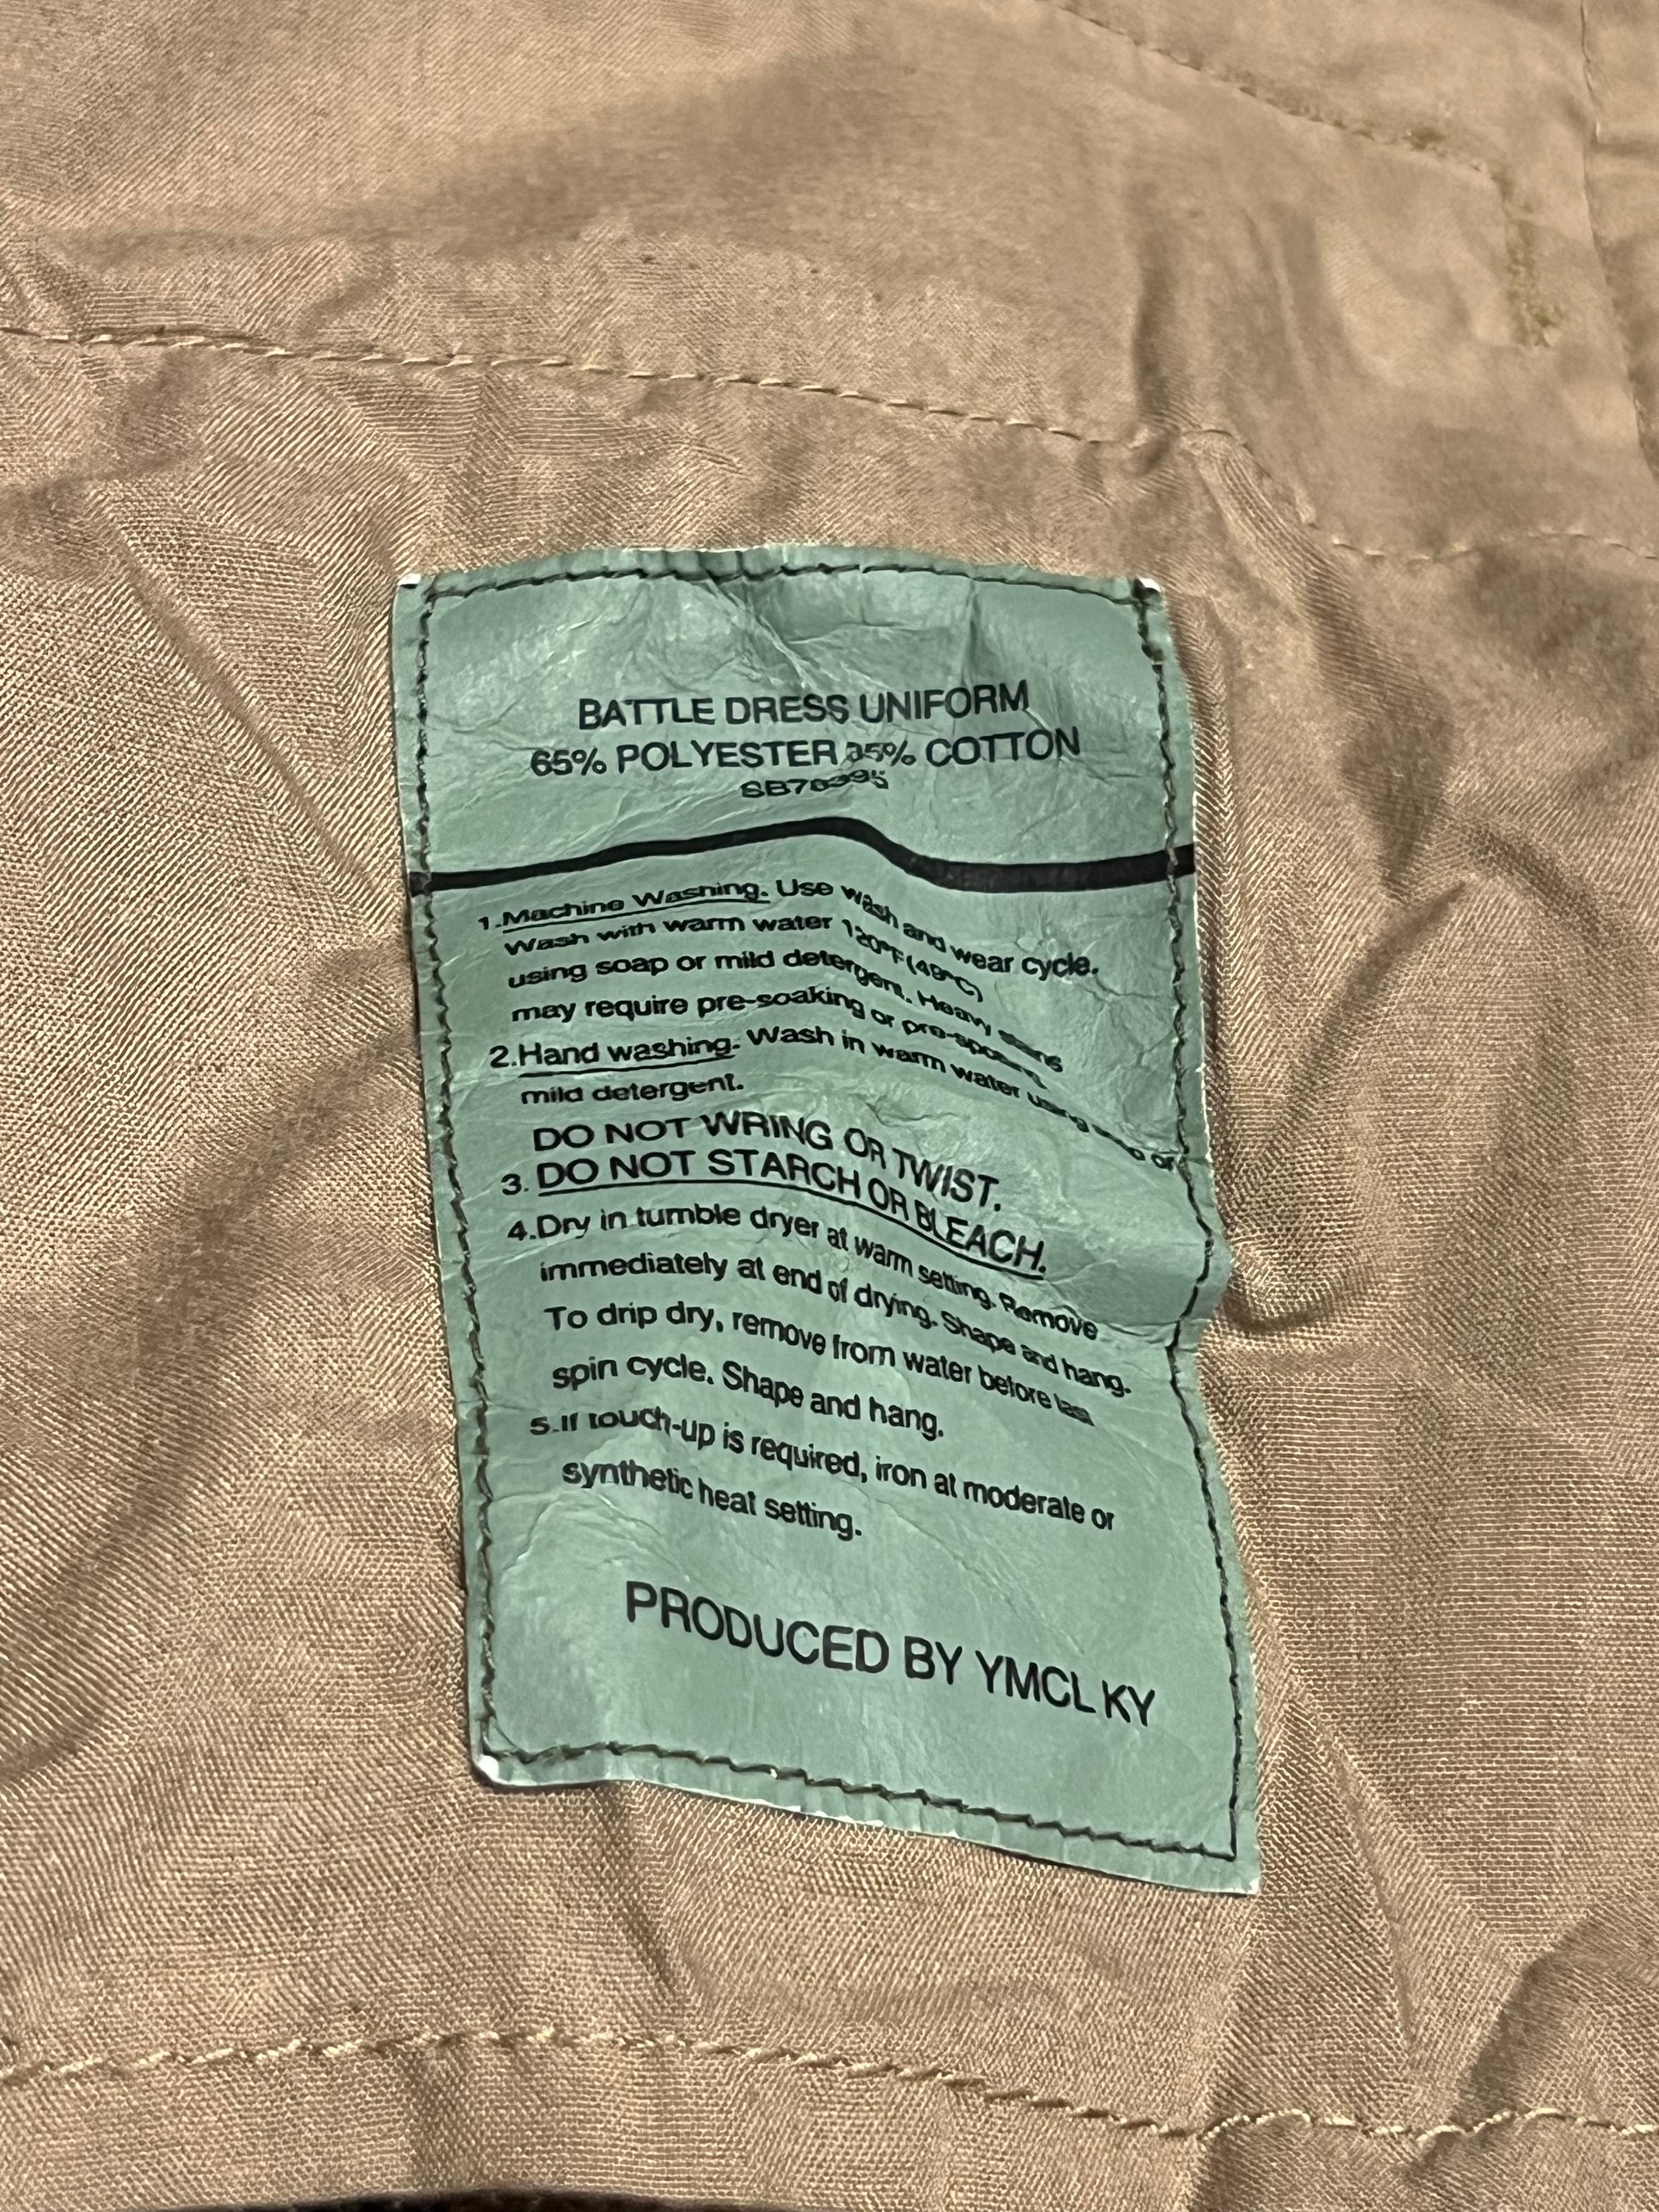 BATTLE DRESS UNIFORM
65% POLYESTER 35% COTTON
1.Machine Washing. Use wash and wear cycle.
Wash with warm water 120°F(49°C)
using soap or mild detergent. Heavy stains
may require pre-soaking or pre-spotting.
2.Hand washing. Wash in warm water using soap or
mild detergent.
DO NOT WRING OR TWIST.
3. DO NOT STARCH OR BLEACH.
4.Dry in tumble dryer at warm setting. Remove
immediately at end of drying. Shape and hang.
To drip dry, remove from water before last
spin cycle. Shape and hang.
5.If touch-up is required, iron at moderate or
synthetic heat setting.
PRODUCED BY YMCLKY